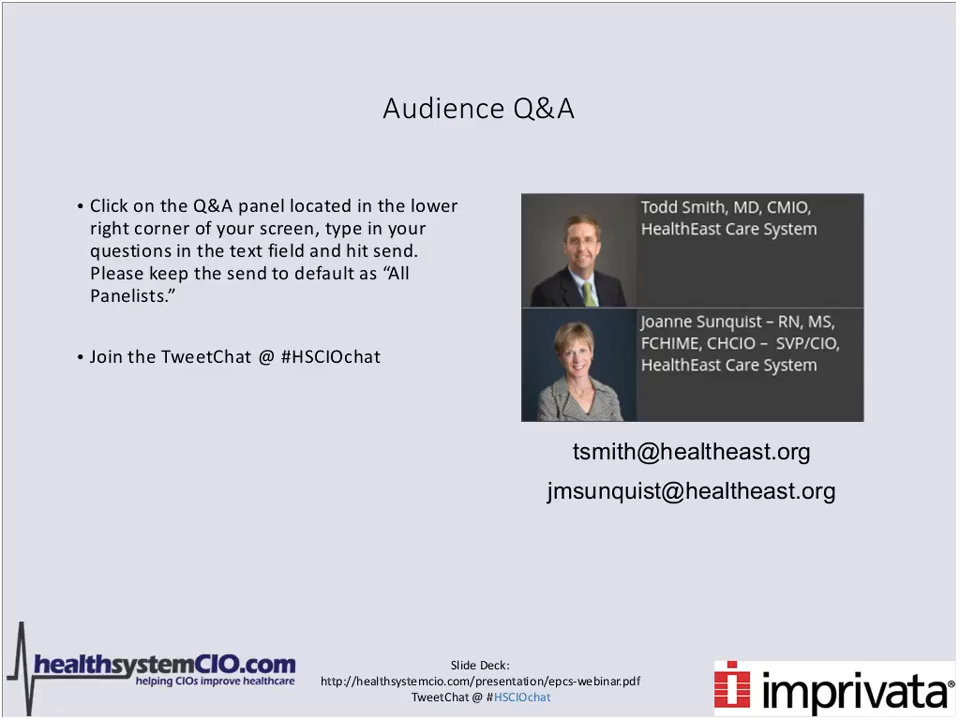 Audience Q&A
• Click on the Q&A panel located in the lower
right corner of your screen, type in your
questions in the text field and hit send.
Please keep the send to default as “All
Panelists.”
• Join the TweetChat @ #HSCIOchat
Todd Smith, MD, CMIO,
HealthEast Care System
Joanne Sunquist – RN, MS,
FCHIME, CHCIO – SVP/CIO,
HealthEast Care System
tsmith@healtheast.org
jmsunquist@healtheast.org
healthsystemCIO.com
helping CIOs improve healthcare
Slide Deck:
http://healthsystemcio.com/presentation/epcs-webinar.pdf
TweetChat @ #HSCIOchat
imprivata®